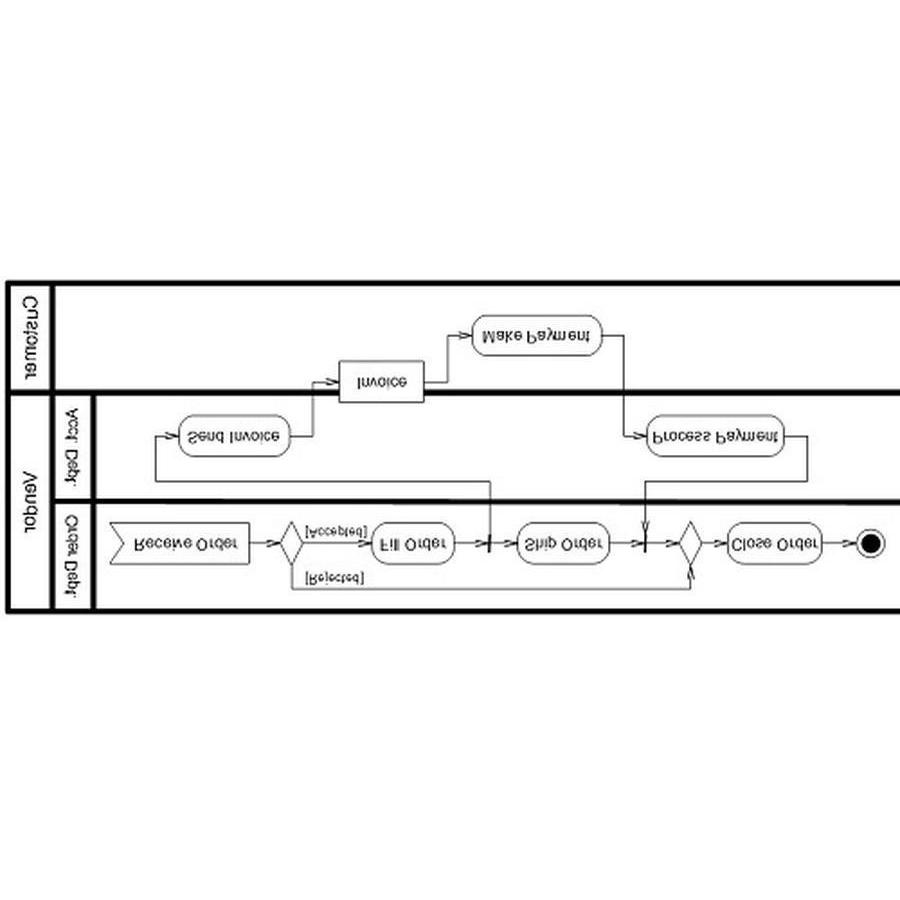 Customer
Make Payment
Invoice
Vendor
Acct. Dept.
Send Invoice
Process Payment
Order Dept.
Receive Order
[Accepted]
Fill Order
Ship Order
Close Order
[Rejected]